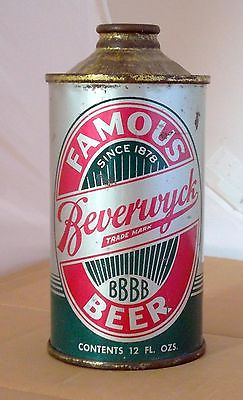 FAMOUS
SINCE 1878
Beverwyck
TRADE MARK
BBBB
BEER
CONTENTS 12 FL. OZS.